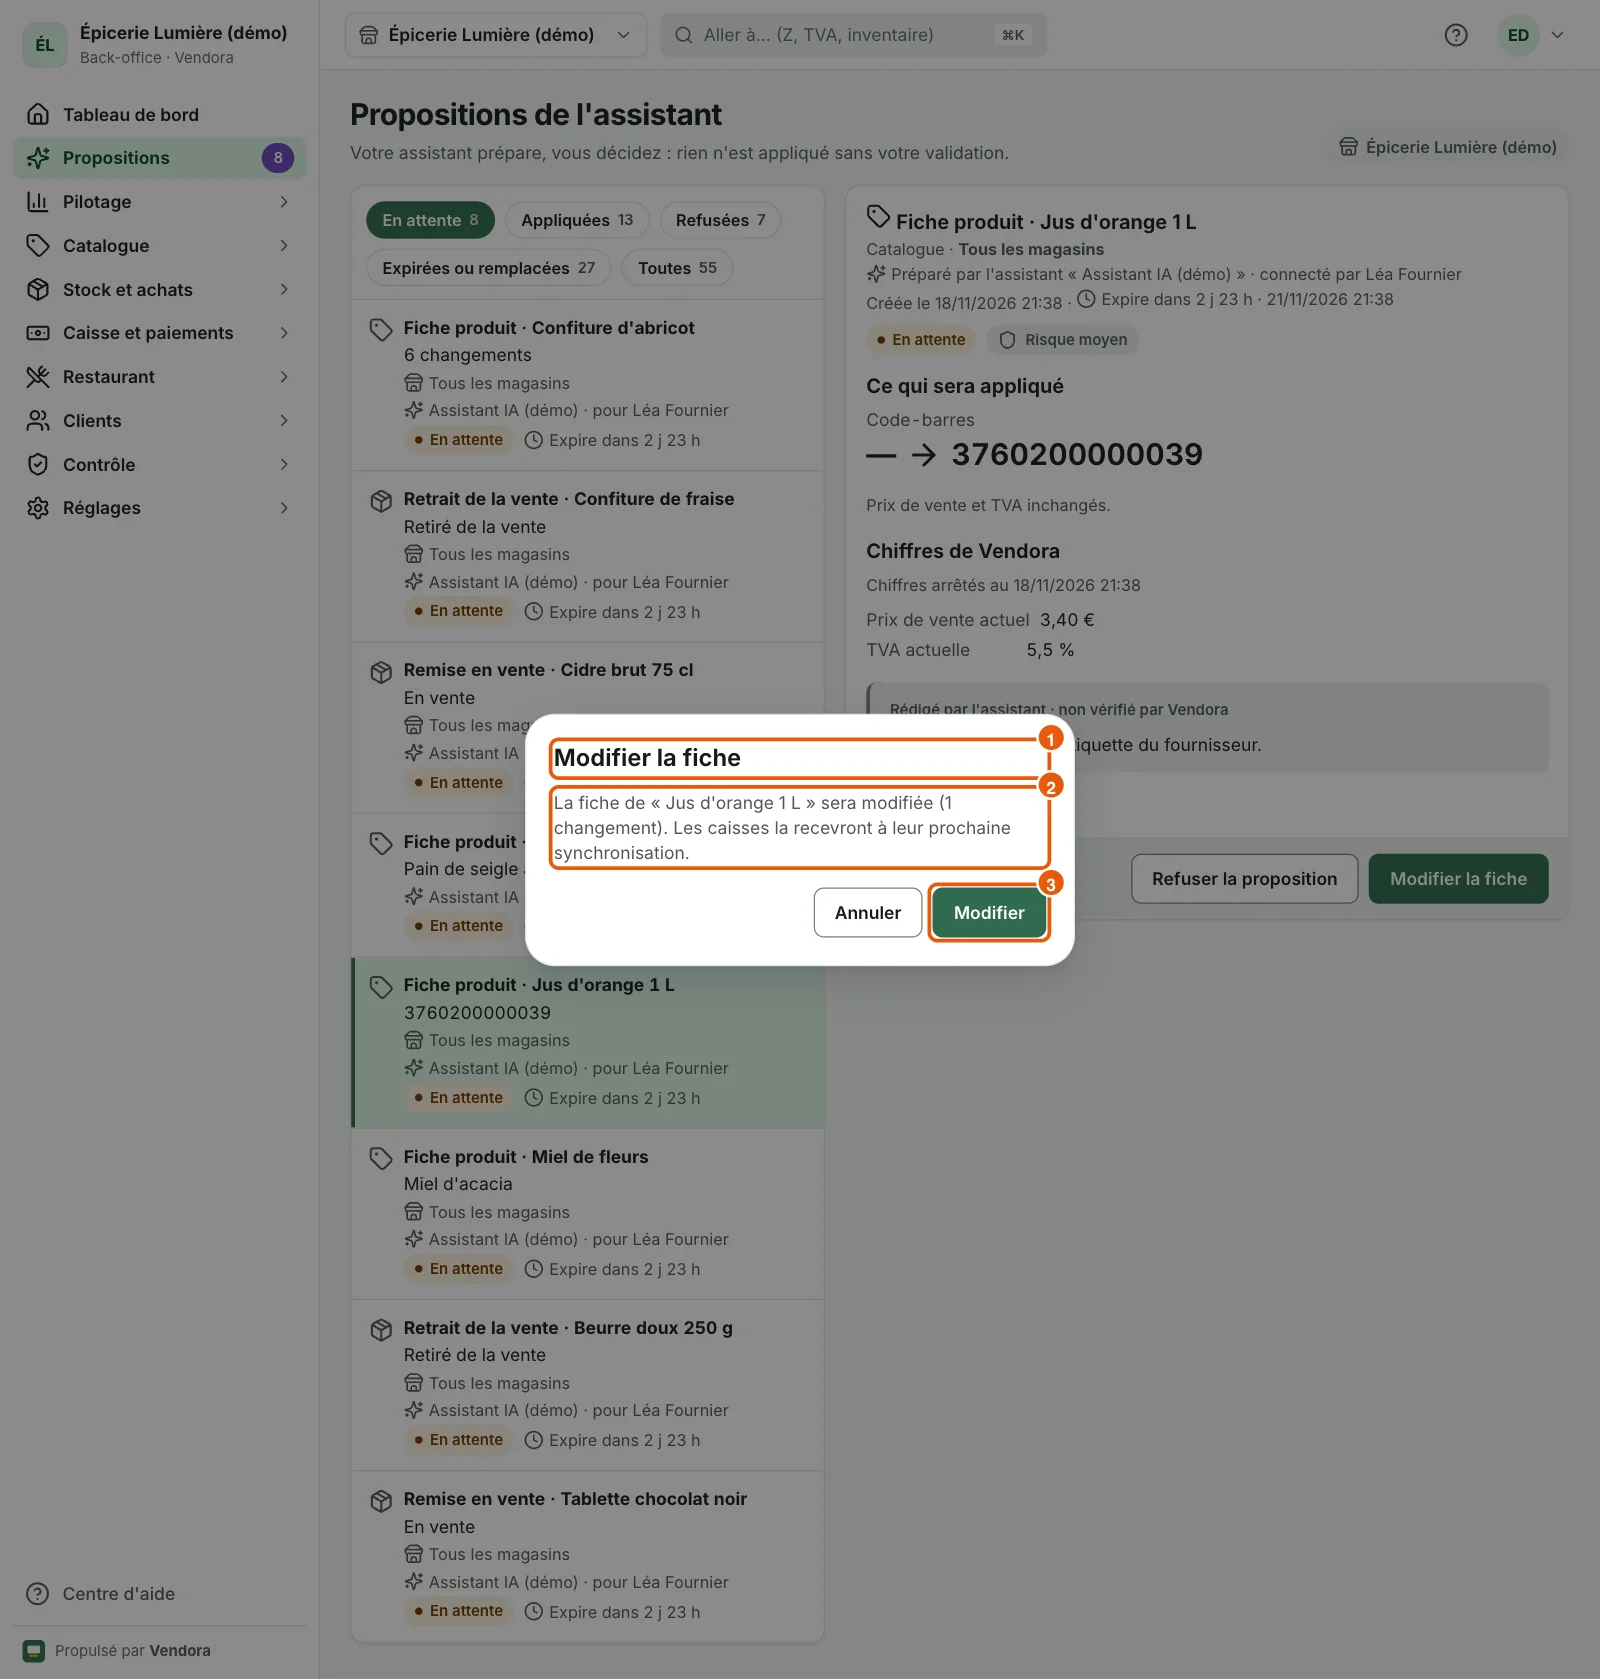 ÉL
Épicerie Lumière (démo)
Back-office · Vendora
Tableau de bord
Propositions 8
Pilotage
Catalogue
Stock et achats
Caisse et paiements
Restaurant
Clients
Contrôle
Réglages
Centre d'aide
Propulsé par Vendora
Épicerie Lumière (démo)
Aller à... (Z, TVA, inventaire) ⌘K
ED
Propositions de l'assistant
Votre assistant prépare, vous décidez : rien n'est appliqué sans votre validation.
Épicerie Lumière (démo)
En attente 8 Appliquées 13 Refusées 7
Expirées ou remplacées 27 Toutes 55
Fiche produit · Confiture d'abricot
6 changements
Tous les magasins
Assistant IA (démo) · pour Léa Fournier
En attente Expire dans 2 j 23 h
Retrait de la vente · Confiture de fraise
Retiré de la vente
Tous les magasins
Assistant IA (démo) · pour Léa Fournier
En attente Expire dans 2 j 23 h
Remise en vente · Cidre brut 75 cl
En vente
Tous les
Assistant IA
En attente
Fiche produit ·
Pain de seigle
Assistant IA
En attente
Fiche produit · Jus d'orange 1 L
3760200000039
Tous les magasins
Assistant IA (démo) · pour Léa Fournier
En attente Expire dans 2 j 23 h
Fiche produit · Miel de fleurs
Miel d'acacia
Tous les magasins
Assistant IA (démo) · pour Léa Fournier
En attente Expire dans 2 j 23 h
Retrait de la vente · Beurre doux 250 g
Retiré de la vente
Tous les magasins
Assistant IA (démo) · pour Léa Fournier
En attente Expire dans 2 j 23 h
Remise en vente · Tablette chocolat noir
En vente
Tous les magasins
Assistant IA (démo) · pour Léa Fournier
En attente Expire dans 2 j 23 h
Fiche produit · Jus d'orange 1 L
Catalogue · Tous les magasins
Préparé par l'assistant « Assistant IA (démo) » · connecté par Léa Fournier
Créée le 18/11/2026 21:38 · Expire dans 2 j 23 h · 21/11/2026 21:38
En attente Risque moyen
Ce qui sera appliqué
Code-barres
— → 3760200000039
Prix de vente et TVA inchangés.
Chiffres de Vendora
Chiffres arrêtés au 18/11/2026 21:38
Prix de vente actuel 3,40 €
TVA actuelle 5,5 %
Rédigé par l'assistant · non vérifié par Vendora
du fournisseur.
Refuser la proposition Modifier la fiche
Modifier la fiche 1
2
La fiche de « Jus d'orange 1 L » sera modifiée (1
changement). Les caisses la recevront à leur prochaine
synchronisation.
Annuler Modifier 3